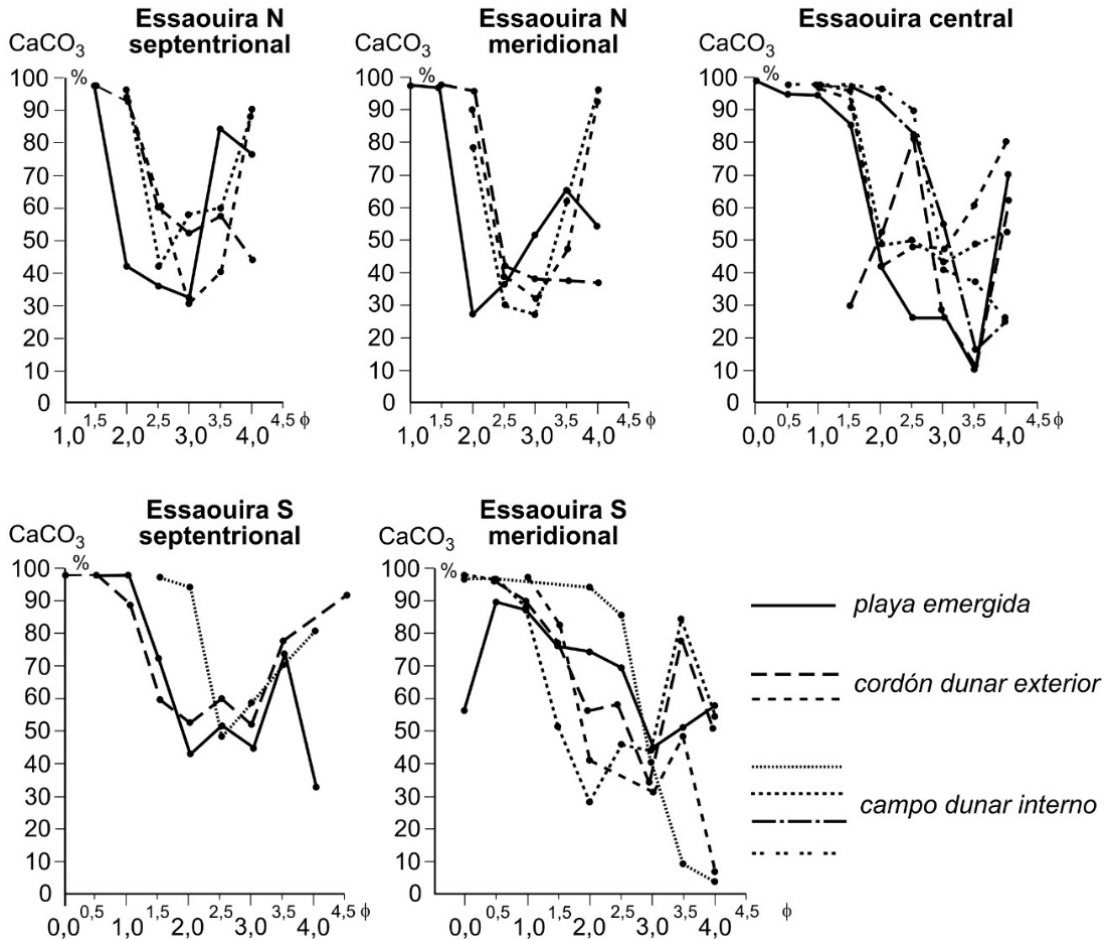 Essaouira N
septentrional
CaCO₃
%
100
90
80
70
60
50
40
30
20
10
0
1,5 2,5 3,5 4,5 ϕ
1,0 2,0 3,0 4,0
Essaouira N
meridional
CaCO₃
%
100
90
80
70
60
50
40
30
20
10
0
1,5 2,5 3,5 4,5 ϕ
1,0 2,0 3,0 4,0
Essaouira central
CaCO₃
%
100
90
80
70
60
50
40
30
20
10
0
0,5 1,5 2,5 3,5 4,5 ϕ
0,0 1,0 2,0 3,0 4,0
Essaouira S
septentrional
CaCO₃
%
100
90
80
70
60
50
40
30
20
10
0
0,5 1,5 2,5 3,5 4,5 ϕ
0,0 1,0 2,0 3,0 4,0
Essaouira S
meridional
CaCO₃
%
100
90
80
70
60
50
40
30
20
10
0
0,5 1,5 2,5 3,5 4,5 ϕ
0,0 1,0 2,0 3,0 4,0
playa emergida
cordón dunar exterior
campo dunar interno